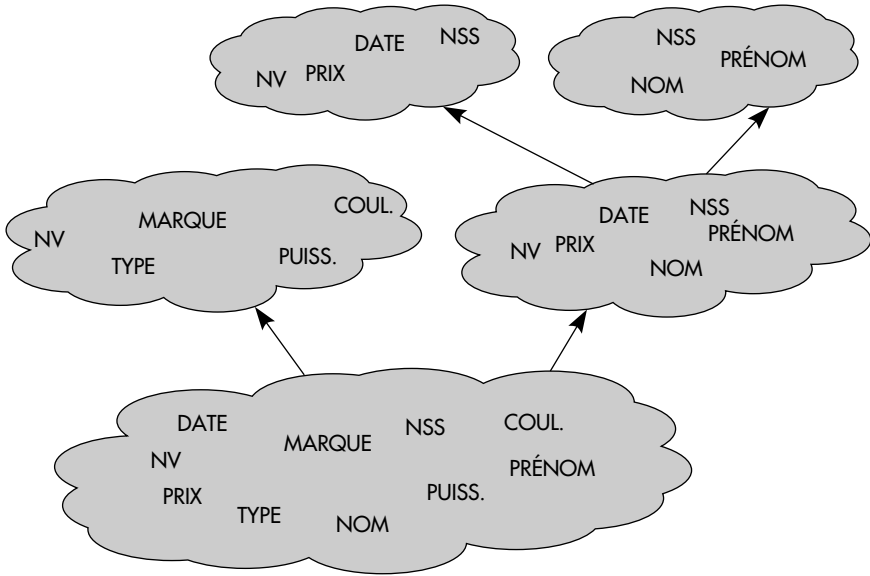 DATE NSS
NV PRIX
NSS
PRÉNOM
NOM
COUL.
MARQUE
NV
TYPE PUISS.
DATE NSS
PRÉNOM
NV PRIX
NOM
DATE MARQUE NSS COUL.
NV
PRÉNOM
PRIX PUISS.
TYPE NOM